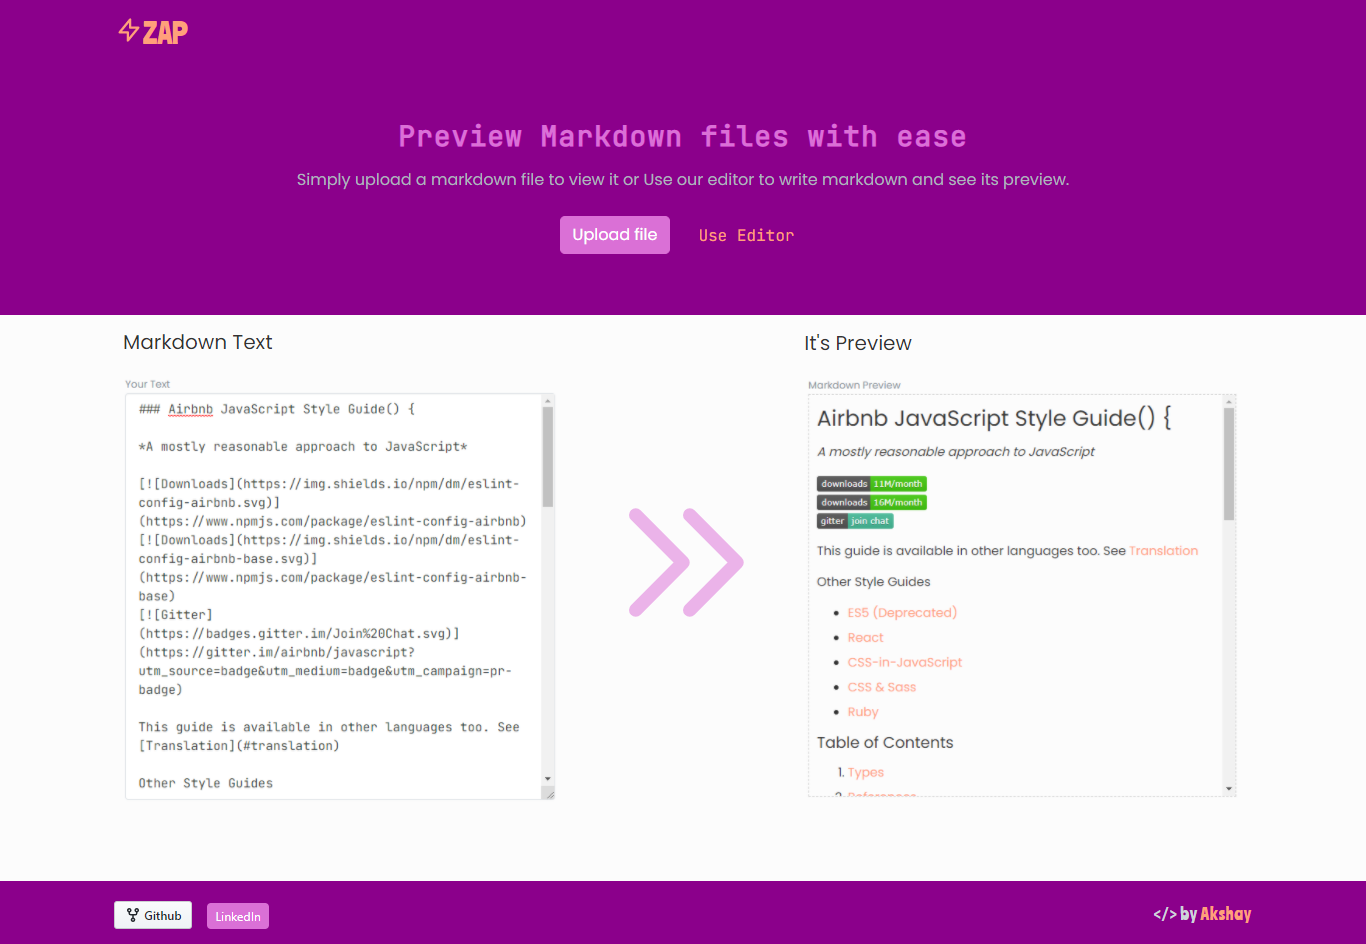 ZAP
Preview Markdown files with ease
Simply upload a markdown file to view it or Use our editor to write markdown and see its preview.
Upload file
Use Editor
Markdown Text
Your Text
### Airbnb JavaScript Style Guide() {
*A mostly reasonable approach to JavaScript*
[![Downloads](https://img.shields.io/npm/dm/eslint-
config-airbnb.svg)]
(https://www.npmjs.com/package/eslint-config-airbnb)
[![Downloads](https://img.shields.io/npm/dm/eslint-
config-airbnb-base.svg)]
(https://www.npmjs.com/package/eslint-config-airbnb-
base)
[![Gitter]
(https://badges.gitter.im/Join%20Chat.svg)]
(https://gitter.im/airbnb/javascript?
utm_source=badge&utm_medium=badge&utm_campaign=pr-
badge)
This guide is available in other languages too. See
[Translation](#translation)
Other Style Guides
It's Preview
Markdown Preview
Airbnb JavaScript Style Guide() {
A mostly reasonable approach to JavaScript
downloads 11M/month
downloads 16M/month
gitter join chat
This guide is available in other languages too. See Translation
Other Style Guides
• ES5 (Deprecated)
• React
• CSS-in-JavaScript
• CSS & Sass
• Ruby
Table of Contents
1. Types
2. References
Github
LinkedIn
</> by Akshay